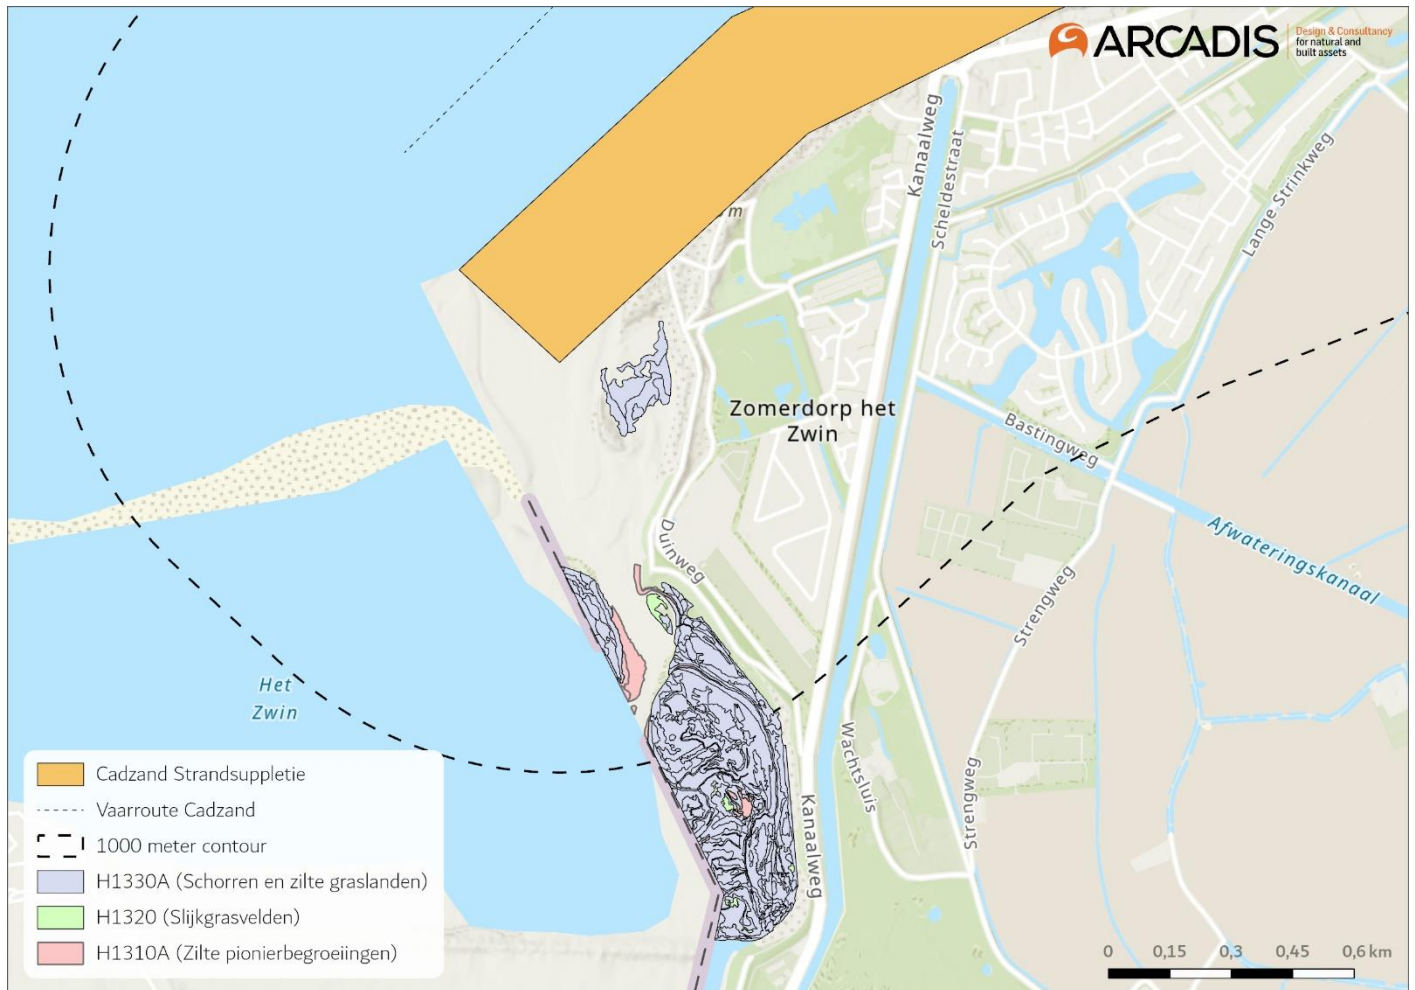 ARCADIS
Design & Consultancy
for natural and
built assets
Kanaalweg
Scheldestraat
Lange Strinkweg
m
Zomerdorp het
Zwin
Bastingweg
Afwateringskanaal
Duinweg
Strengweg
Het
Zwin
Wachtsluis
Kanaalweg
Strengweg
Cadzand Strandsuppletie
Vaarroute Cadzand
1000 meter contour
H1330A (Schorren en zilte graslanden)
H1320 (Slijkgrasvelden)
H1310A (Zilte pionierbegroeiingen)
0 0,15 0,3 0,45 0,6 km